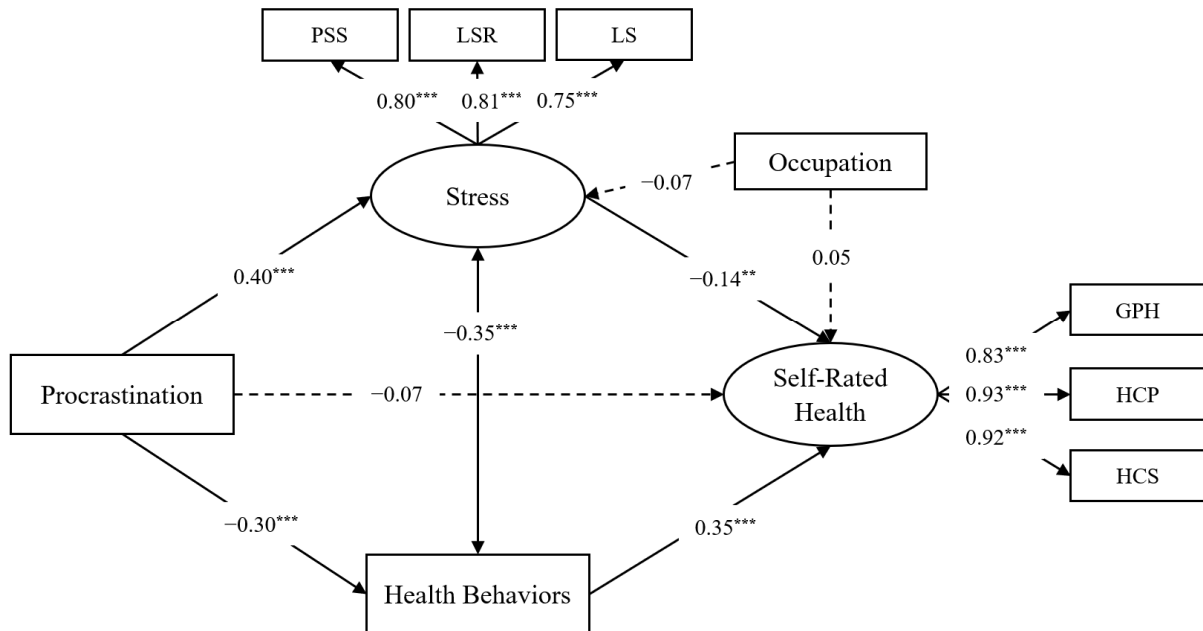 PSS LSR LS
0.80*** 0.81*** 0.75***
Occupation
−0.07
Stress
0.05
0.40***
−0.14**
GPH
−0.35***
0.83***
Procrastination
−0.07
Self-Rated
Health
0.93***
HCP
0.92***
HCS
−0.30***
0.35***
Health Behaviors